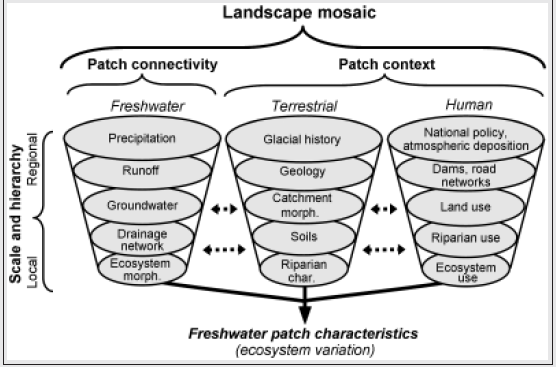 Landscape mosaic
Patch connectivity
Patch context
Freshwater
Terrestrial
Human
Scale and hierarchy
Regional
Local
Precipitation
Runoff
Groundwater
Drainage
network
Ecosystem
morph.
Glacial history
Geology
Catchment
morph.
Soils
Riparian
char.
National policy,
atmospheric deposition
Dams, road
networks
Land use
Riparian use
Ecosystem
use
Freshwater patch characteristics
(ecosystem variation)